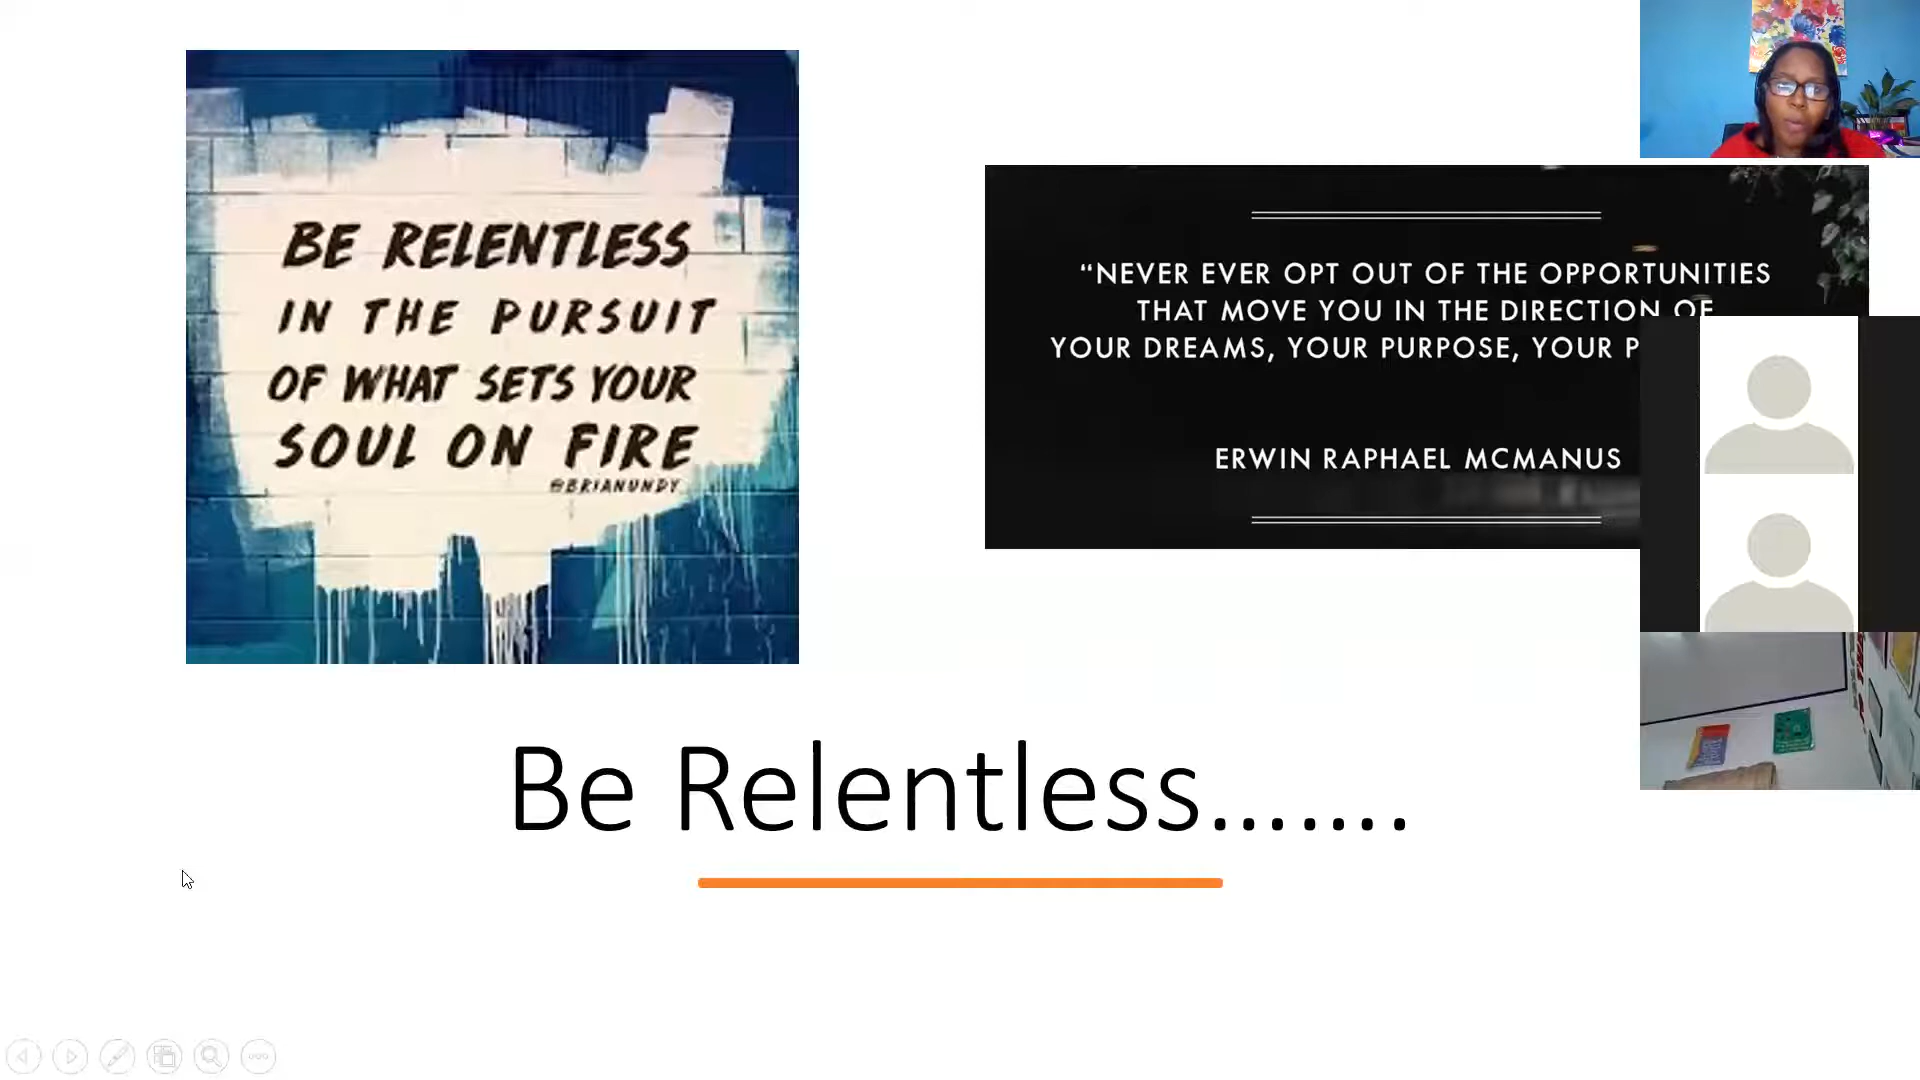 BE RELENTLESS
IN THE PURSUIT
OF WHAT SETS YOUR
SOUL ON FIRE
@BRIANUNDY
“NEVER EVER OPT OUT OF THE OPPORTUNITIES
THAT MOVE YOU IN THE DIRECTION OF
YOUR DREAMS, YOUR PURPOSE, YOUR
ERWIN RAPHAEL MCMANUS
Be Relentless…….